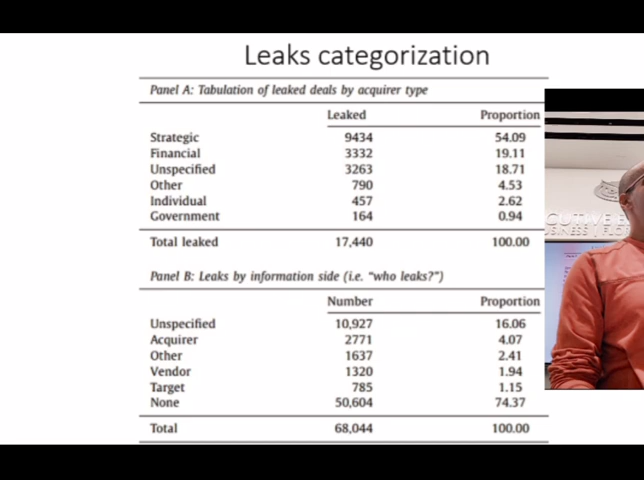 Leaks categorization
Panel A: Tabulation of leaked deals by acquirer type
Leaked Proportion
Strategic 9434 54.09
Financial 3332 19.11
Unspecified 3263 18.71
Other 790 4.53
Individual 457 2.62
Government 164 0.94
Total leaked 17,440 100.00
Panel B: Leaks by information side (i.e. "who leaks?")
Number Proportion
Unspecified 10,927 16.06
Acquirer 2771 4.07
Other 1637 2.41
Vendor 1320 1.94
Target 785 1.15
None 50,604 74.37
Total 68,044 100.00